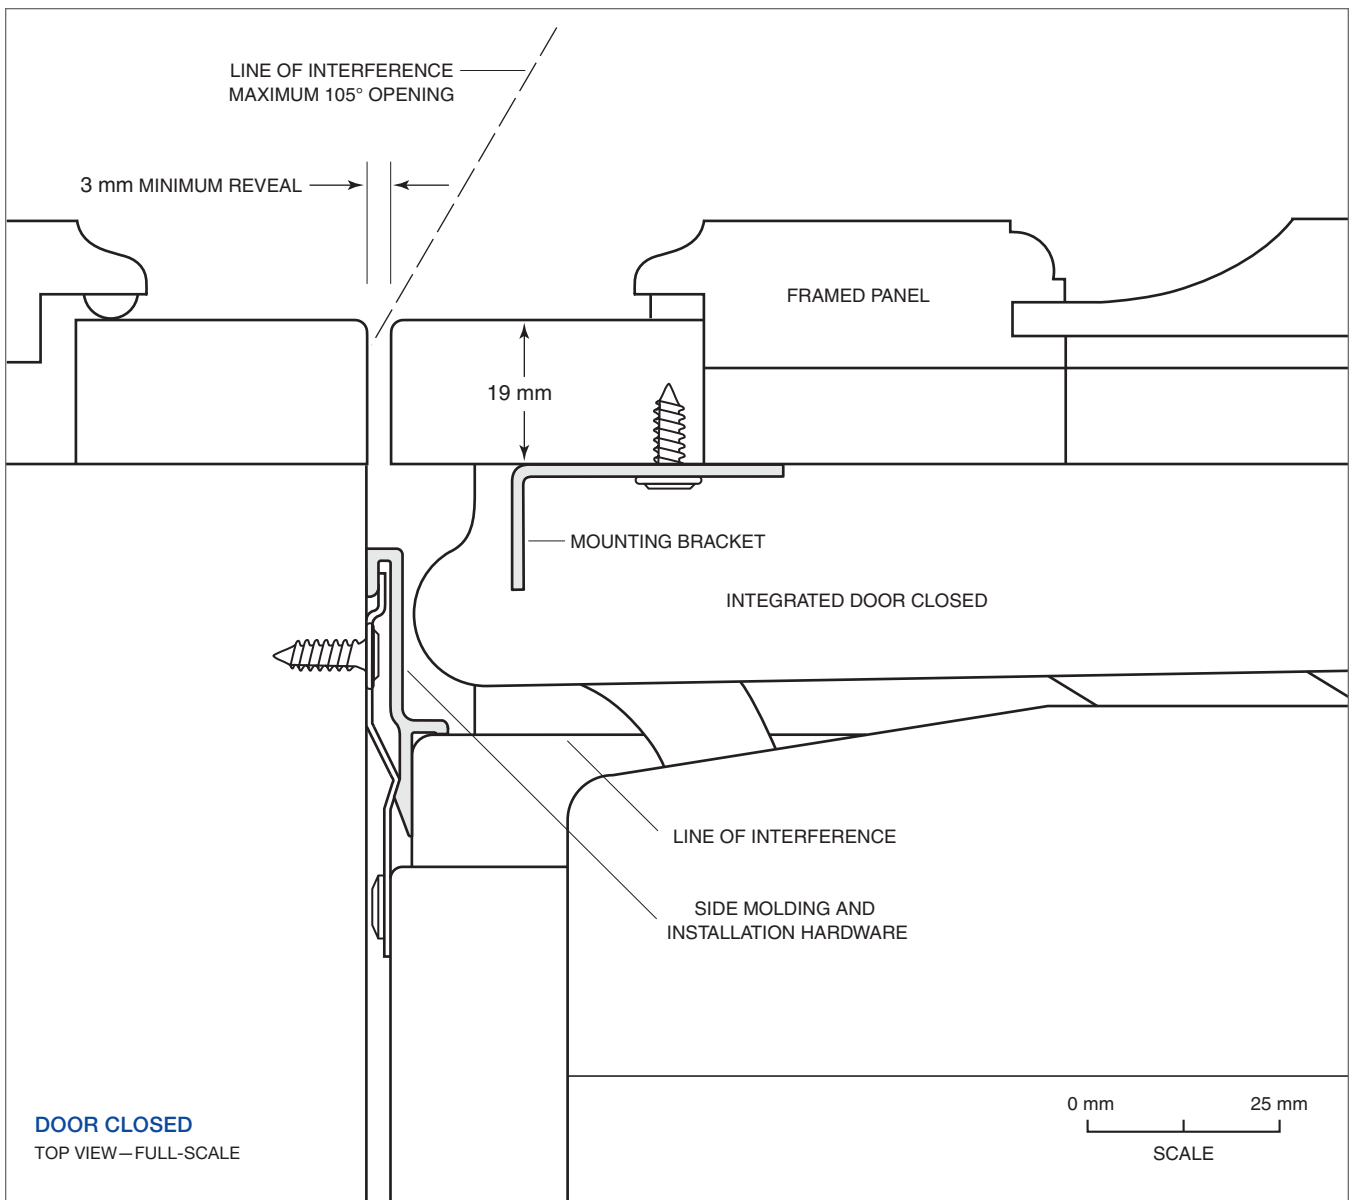 LINE OF INTERFERENCE
MAXIMUM 105° OPENING
3 mm MINIMUM REVEAL
FRAMED PANEL
19 mm
MOUNTING BRACKET
INTEGRATED DOOR CLOSED
LINE OF INTERFERENCE
SIDE MOLDING AND
INSTALLATION HARDWARE
DOOR CLOSED
TOP VIEW—FULL-SCALE
0 mm 25 mm
SCALE